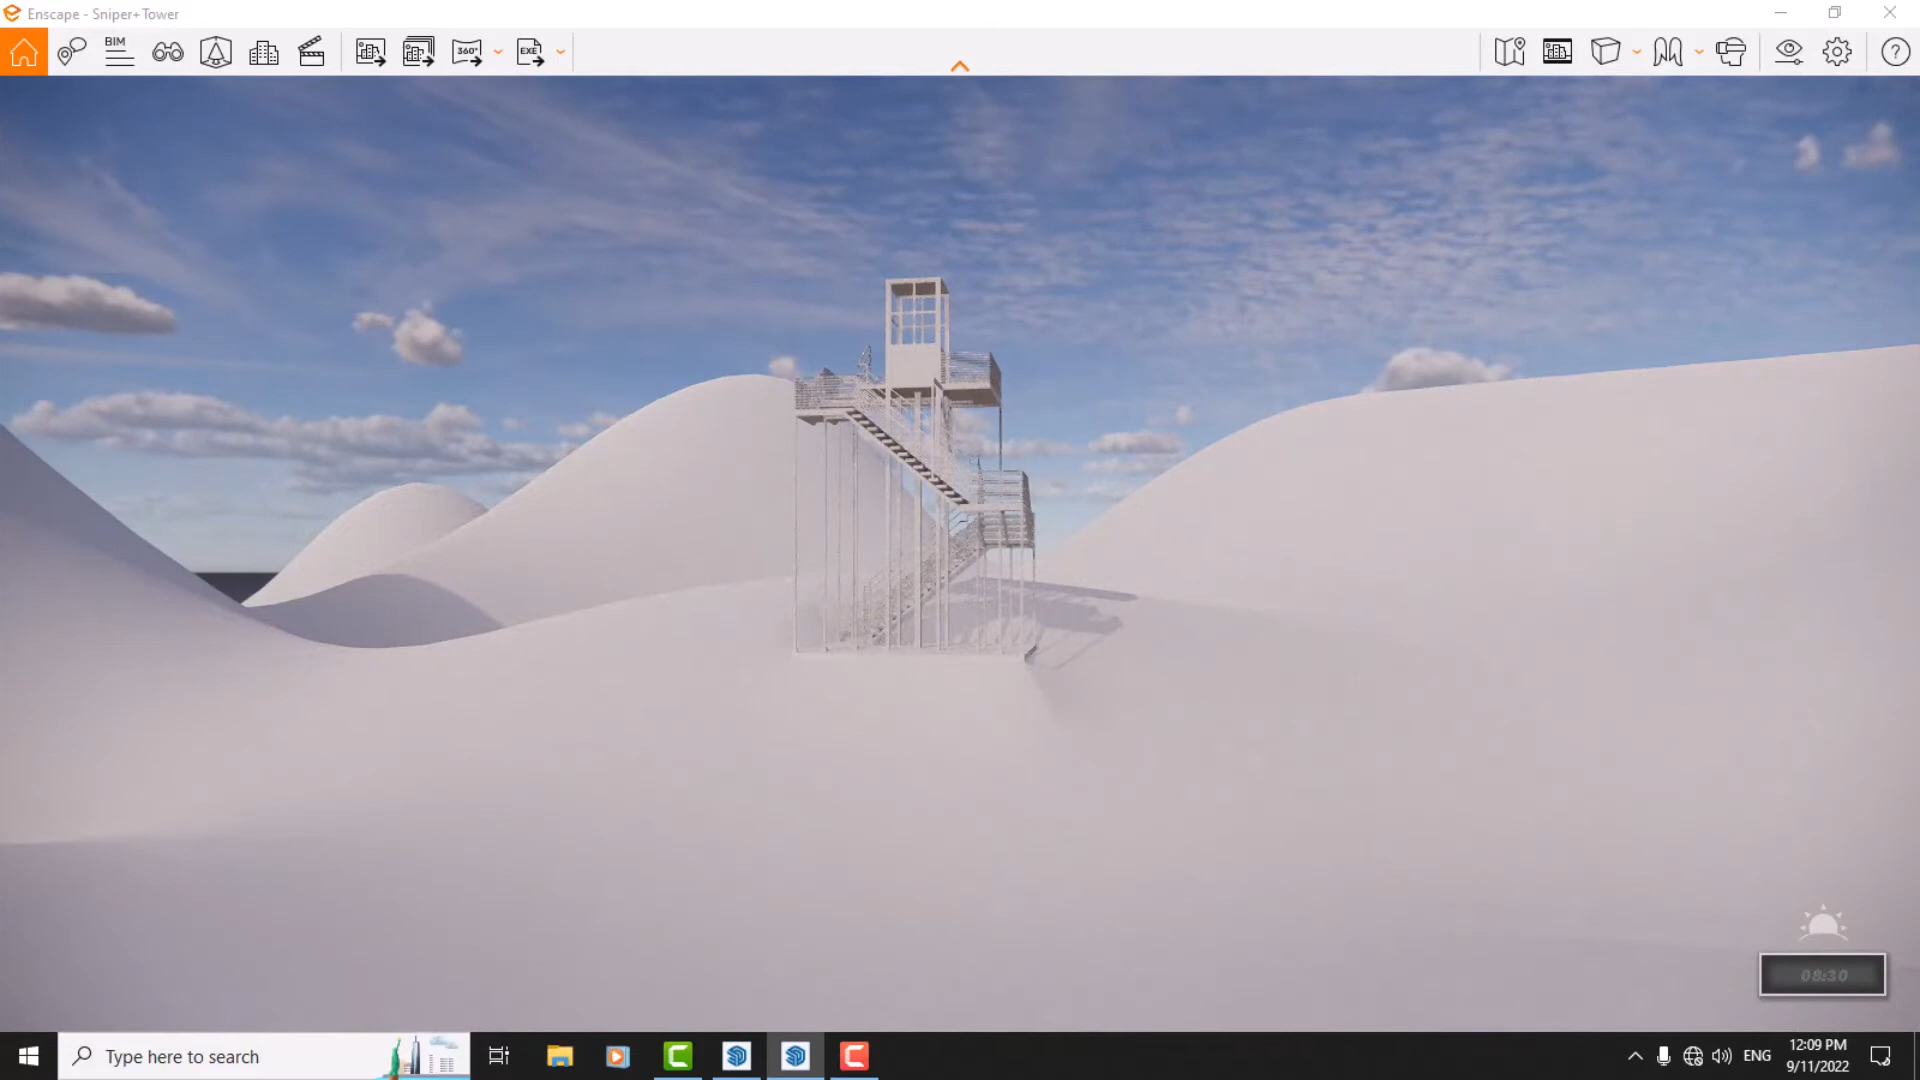 Enscape - Sniper+Tower
BIM
360°
EXE
?
08:30
Type here to search
ENG
12:09 PM
9/11/2022